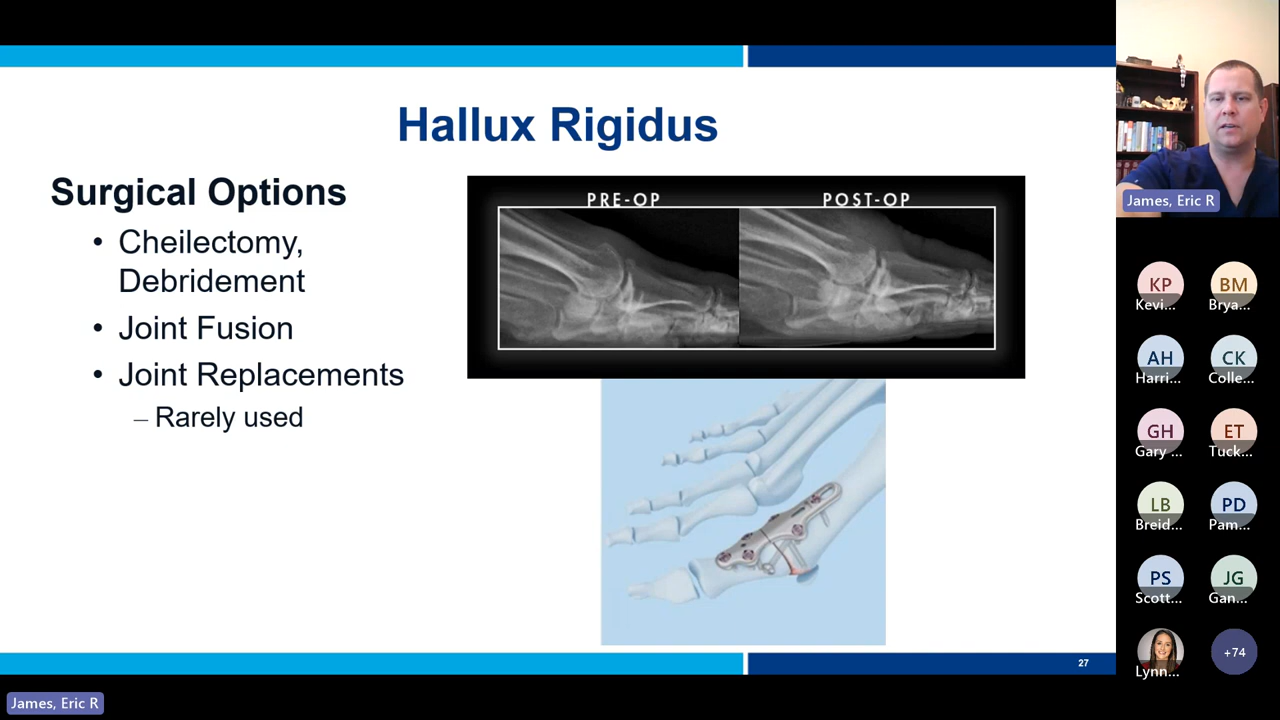 Hallux Rigidus
Surgical Options
• Cheilectomy,
Debridement
• Joint Fusion
• Joint Replacements
– Rarely used
PRE-OP
POST-OP
27
James, Eric R
KP
Kevi...
BM
Brya...
AH
Harri...
CK
Colle...
GH
Gary ...
ET
Tuck...
LB
Breid...
PD
Pam...
PS
Scott...
JG
Gan...
Lynn...
+74
James, Eric R